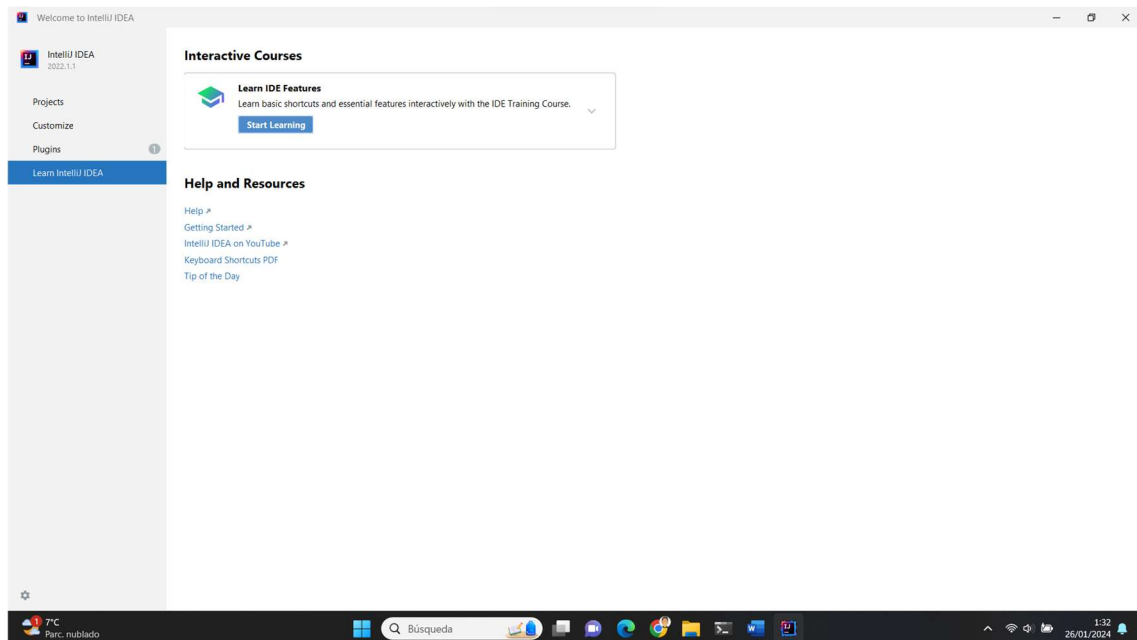 Welcome to IntelliJ IDEA
IntelliJ IDEA
2022.1.1
Projects
Customize
Plugins 1
Learn IntelliJ IDEA
Interactive Courses
Learn IDE Features
Learn basic shortcuts and essential features interactively with the IDE Training Course.
Start Learning
Help and Resources
Help ↗
Getting Started ↗
IntelliJ IDEA on YouTube ↗
Keyboard Shortcuts PDF
Tip of the Day
1
7°C
Parc. nublado
Búsqueda
1:32
26/01/2024